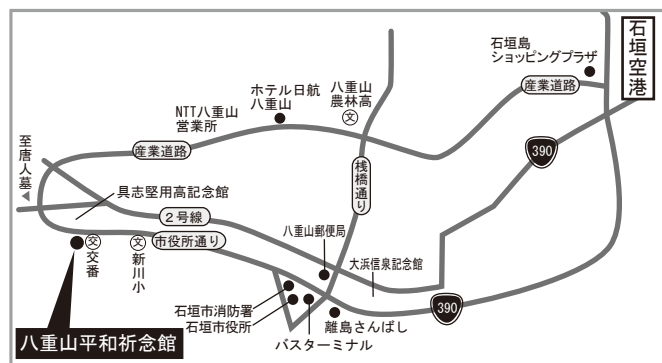 石垣島
ショッピングプラザ
石垣空港
産業道路
ホテル日航
八重山
八重山
農林高
文
NTT八重山
営業所
産業道路
390
至唐人墓
桟橋通り
具志堅用高記念館
2号線
市役所通り
八重山郵便局
大浜信泉記念館
交
交番
文
新川小
石垣市消防署
石垣市役所
離島さんばし
バスターミナル
390
八重山平和祈念館